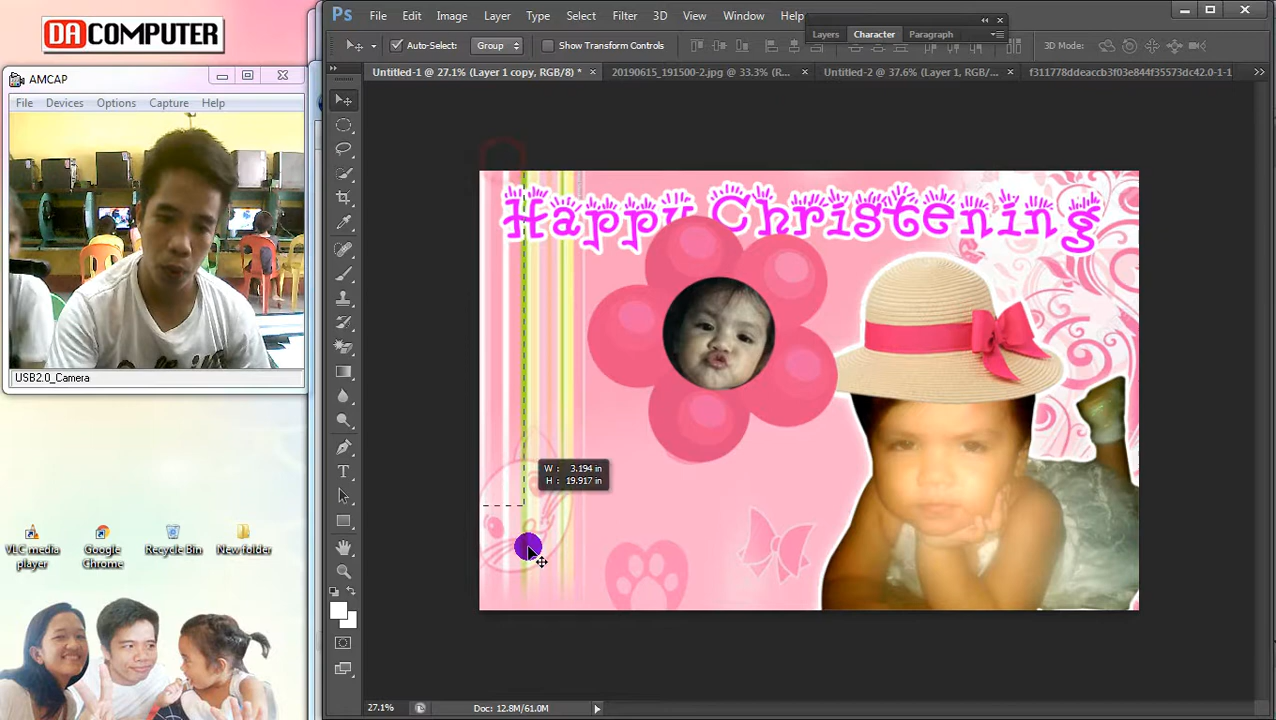 DA COMPUTER
AMCAP
File Devices Options Capture Help
USB2.0_Camera
VLC media player
Google Chrome
Recycle Bin
New folder
Ps File Edit Image Layer Type Select Filter 3D View Window Help
Layers Character Paragraph
Auto-Select: Group Show Transform Controls 3D Mode:
Untitled-1 @ 27.1% (Layer 1 copy, RGB/8) * × 20190615_191500-2.jpg @ 33.3% (R... × Untitled-2 @ 37.6% (Layer 1, RGB/... × f311778ddeaccb3f03e844f35573dc42.0-1-1
Happy Christening
W : 3.194 in
H : 19.917 in
27.1% Doc: 12.8M/61.0M